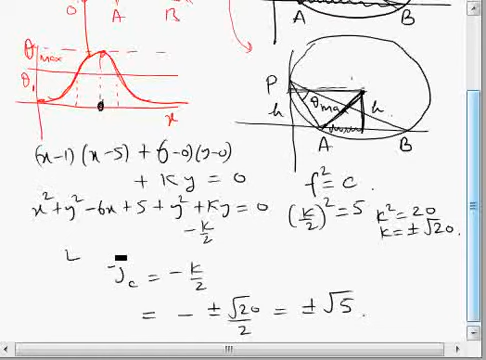 O A B
A B
θ MAX
θ₁
x
P
θ max
h
h
A B
(x-1) (x-5) + (y-0)(y-0)
+ Ky = 0
x² + y² - 6x + 5 + y² + Ky = 0
-K/2
f² = c.
(K/2)² = 5
K² = 20
K = ±√20.
y_c = -K/2
= - ±√20/2 = ±√5.